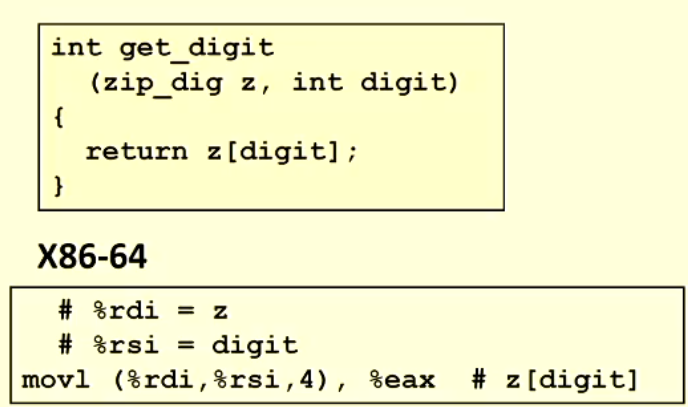 int get_digit
(zip_dig z, int digit)
{
return z[digit];
}
X86-64
# %rdi = z
# %rsi = digit
movl (%rdi,%rsi,4), %eax # z[digit]